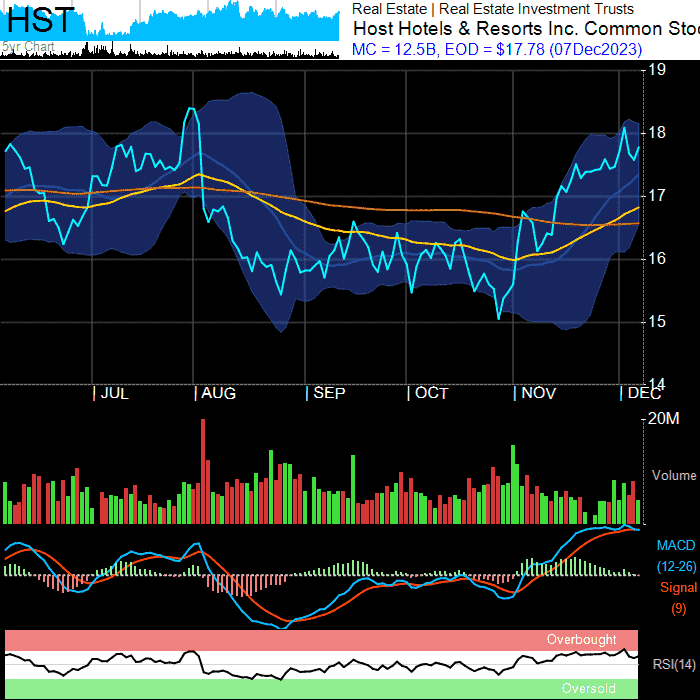 HST
5yr Chart
Real Estate | Real Estate Investment Trusts
Host Hotels & Resorts Inc. Common Sto
MC = 12.5B, EOD = $17.78 (07Dec2023)
19
18
17
16
15
14
| JUL | AUG | SEP | OCT | NOV | DEC
20M
Volume
MACD
(12-26)
Signal
(9)
Overbought
RSI(14)
Oversold